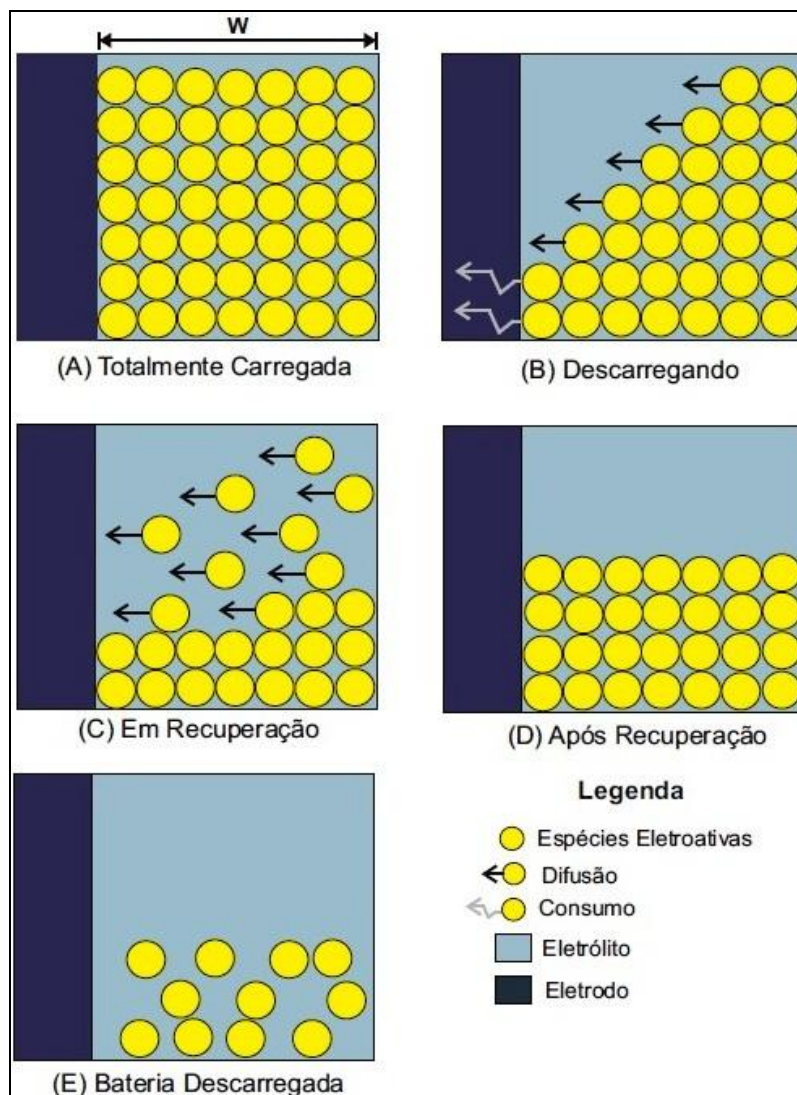 W
(A) Totalmente Carregada
(B) Descarregando
(C) Em Recuperação
(D) Após Recuperação
(E) Bateria Descarregada
Legenda
Espécies Eletroativas
Difusão
Consumo
Eletrólito
Eletrodo